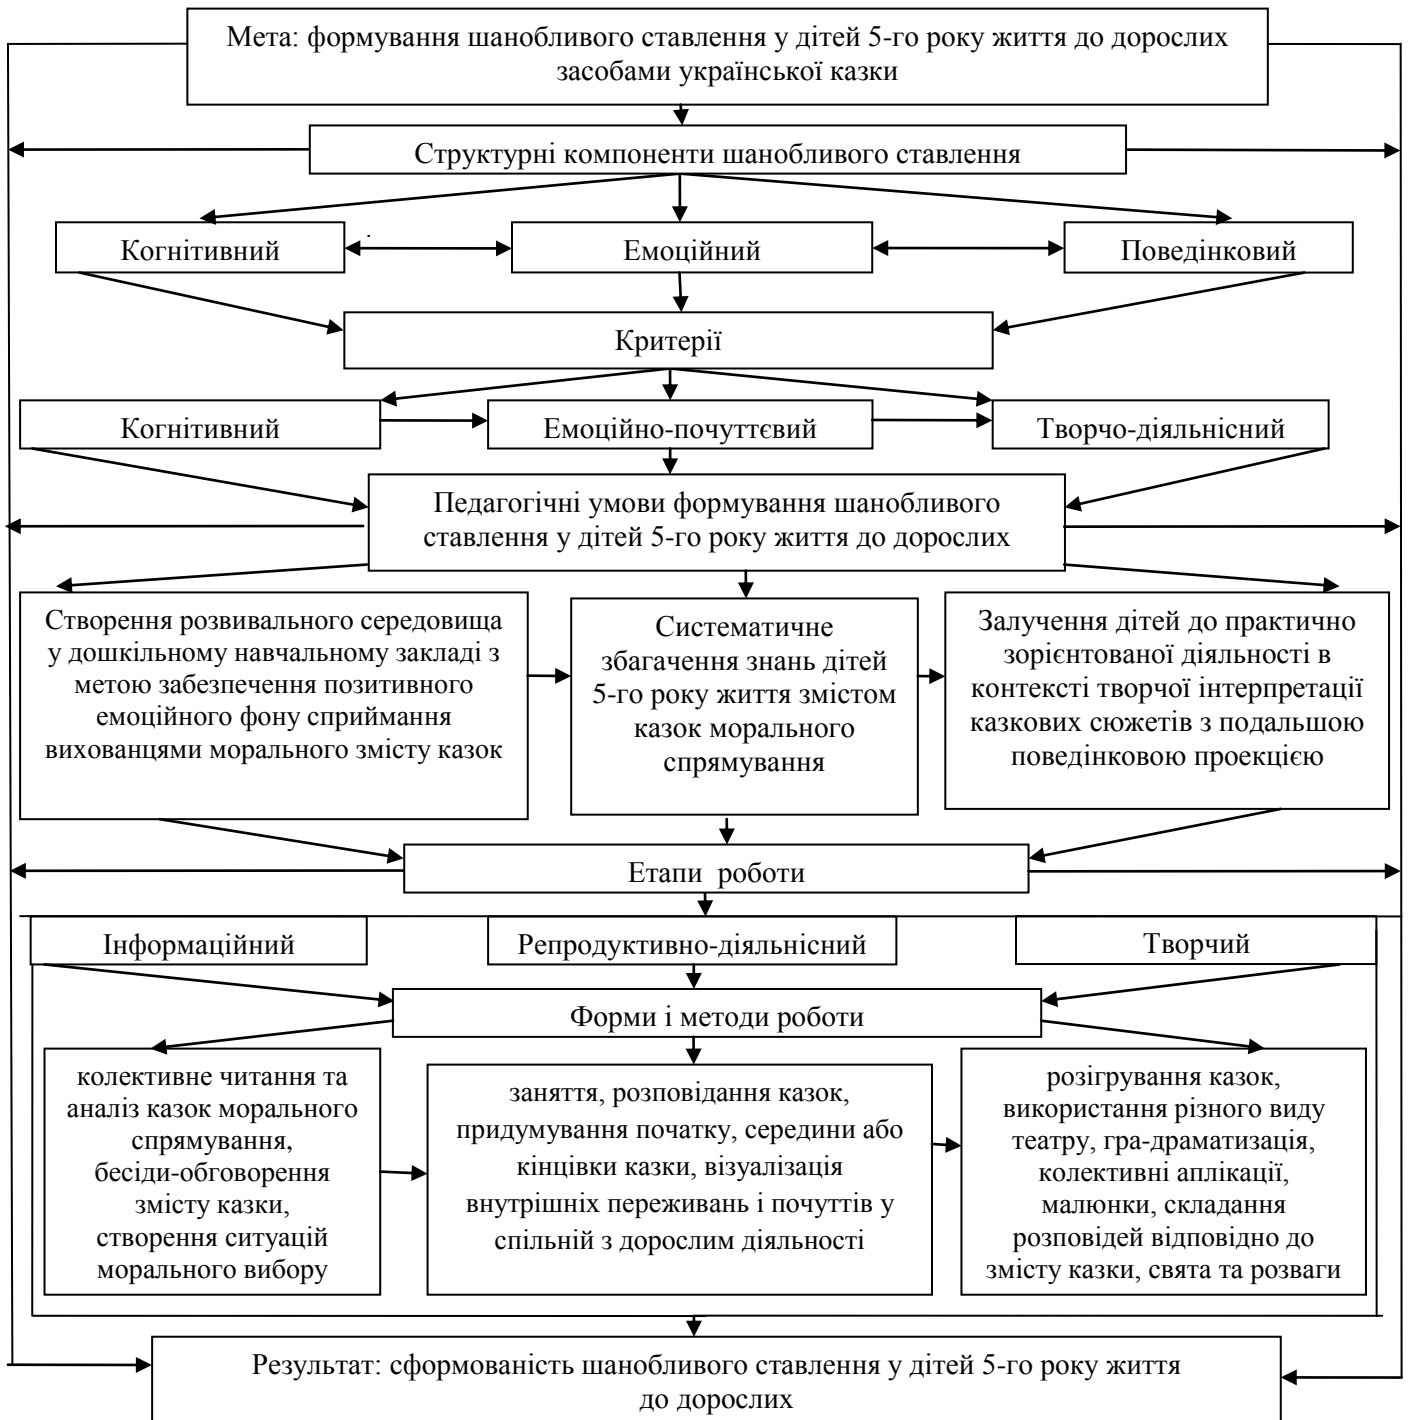 Мета: формування шанобливого ставлення у дітей 5-го року життя до дорослих
засобами української казки
Структурні компоненти шанобливого ставлення
Когнітивний
Емоційний
Поведінковий
Критерії
Когнітивний
Емоційно-почуттєвий
Творчо-діяльнісний
Педагогічні умови формування шанобливого
ставлення у дітей 5-го року життя до дорослих
Створення розвивального середовища
у дошкільному навчальному закладі з
метою забезпечення позитивного
емоційного фону сприймання
вихованцями морального змісту казок
Систематичне
збагачення знань дітей
5-го року життя змістом
казок морального
спрямування
Залучення дітей до практично
зорієнтованої діяльності в
контексті творчої інтерпретації
казкових сюжетів з подальшою
поведінковою проекцією
Етапи роботи
Інформаційний
Репродуктивно-діяльнісний
Творчий
Форми і методи роботи
колективне читання та
аналіз казок морального
спрямування,
бесіди-обговорення
змісту казки,
створення ситуацій
морального вибору
заняття, розповідання казок,
придумування початку, середини або
кінцівки казки, візуалізація
внутрішніх переживань і почуттів у
спільній з дорослим діяльності
розігрування казок,
використання різного виду
театру, гра-драматизація,
колективні аплікації,
малюнки, складання
розповідей відповідно до
змісту казки, свята та розваги
Результат: сформованість шанобливого ставлення у дітей 5-го року життя
до дорослих